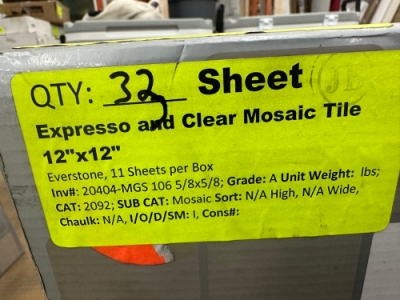 QTY: 32 Sheet
Expresso and Clear Mosaic Tile
12"x12"
Everstone, 11 Sheets per Box
Inv#: 20404-MGS 106 5/8x5/8; Grade: A Unit Weight: lbs;
CAT: 2092; SUB CAT: Mosaic Sort: N/A High, N/A Wide,
Chaulk: N/A, I/O/D/SM: I, Cons#: